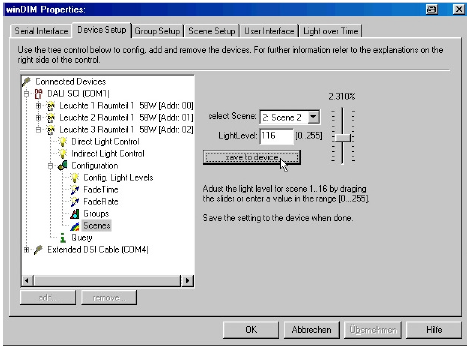 winDIM Properties:
Serial Interface Device Setup Group Setup Scene Setup User Interface Light over Time
Use the tree control below to config, add and remove the devices. For further information refer to the explanations on the
right side of the control.
Connected Devices
DALI SCI (COM1)
Leuchte 1 Raumteil 1 58W [Addr: 00]
Leuchte 2 Raumteil 1 58W [Addr: 01]
Leuchte 3 Raumteil 1 58W [Addr: 02]
Direct Light Control
Indirect Light Control
Configuration
Config. Light Levels
FadeTime
FadeRate
Groups
Scenes
Query
Extended DSI Cable (COM4)
add.. remove...
2.310%
select Scene: 2: Scene 2
LightLevel: 116 [0..255]
save to device
Adjust the light level for scene 1..16 by draging
the slider or enter a value in the range [0...255].
Save the setting to the device when done.
OK Abbrechen Übernehmen Hilfe